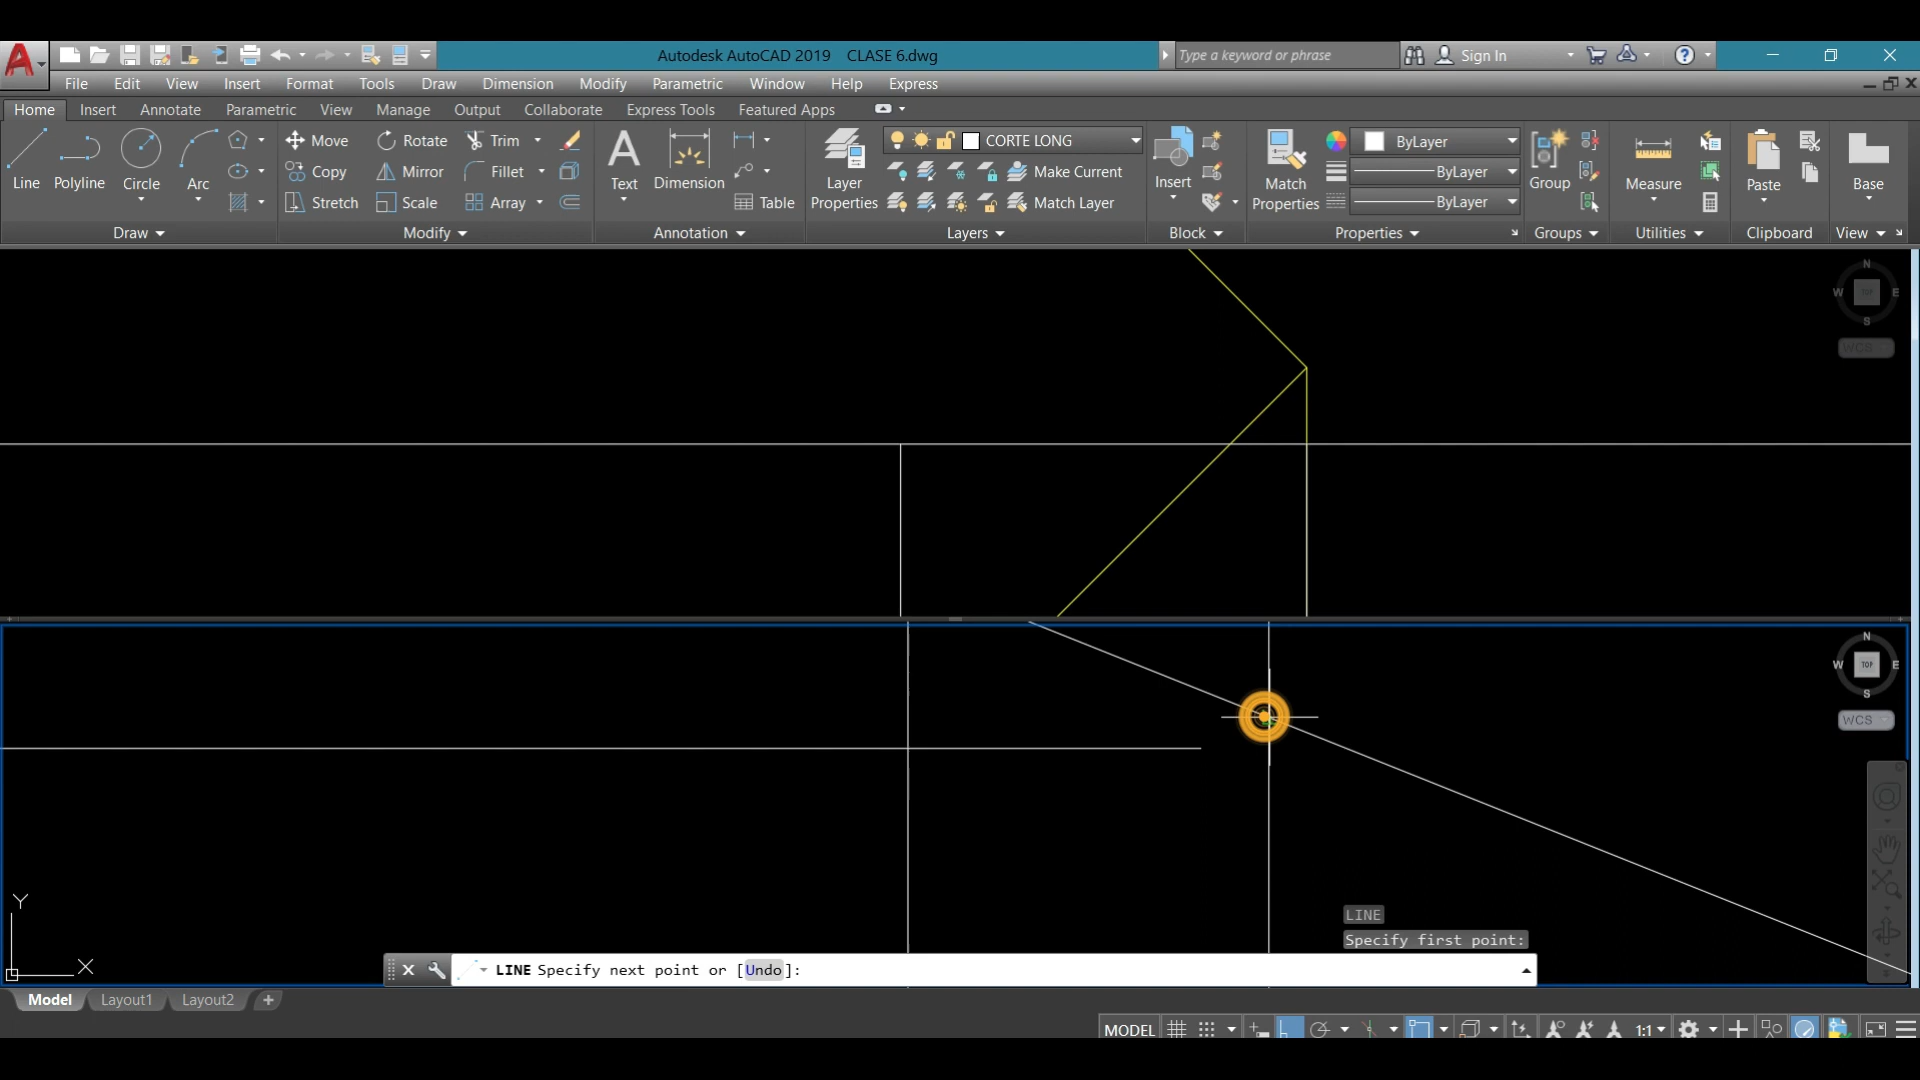 Autodesk AutoCAD 2019 CLASE 6.dwg
Type a keyword or phrase
Sign In
File Edit View Insert Format Tools Draw Dimension Modify Parametric Window Help Express
Home Insert Annotate Parametric View Manage Output Collaborate Express Tools Featured Apps
Line Polyline Circle Arc
Move Rotate Trim
Copy Mirror Fillet
Stretch Scale Array
Text Dimension Table
Layer Properties
CORTE LONG
Make Current
Match Layer
Insert
Match Properties
ByLayer
ByLayer
ByLayer
Group
Measure
Paste
Base
Draw Modify Annotation Layers Block Properties Groups Utilities Clipboard View
N
W TOP E
S
WCS
N
W TOP E
S
WCS
Y
X
LINE
Specify first point:
LINE Specify next point or [Undo]:
Model Layout1 Layout2 +
MODEL 1:1